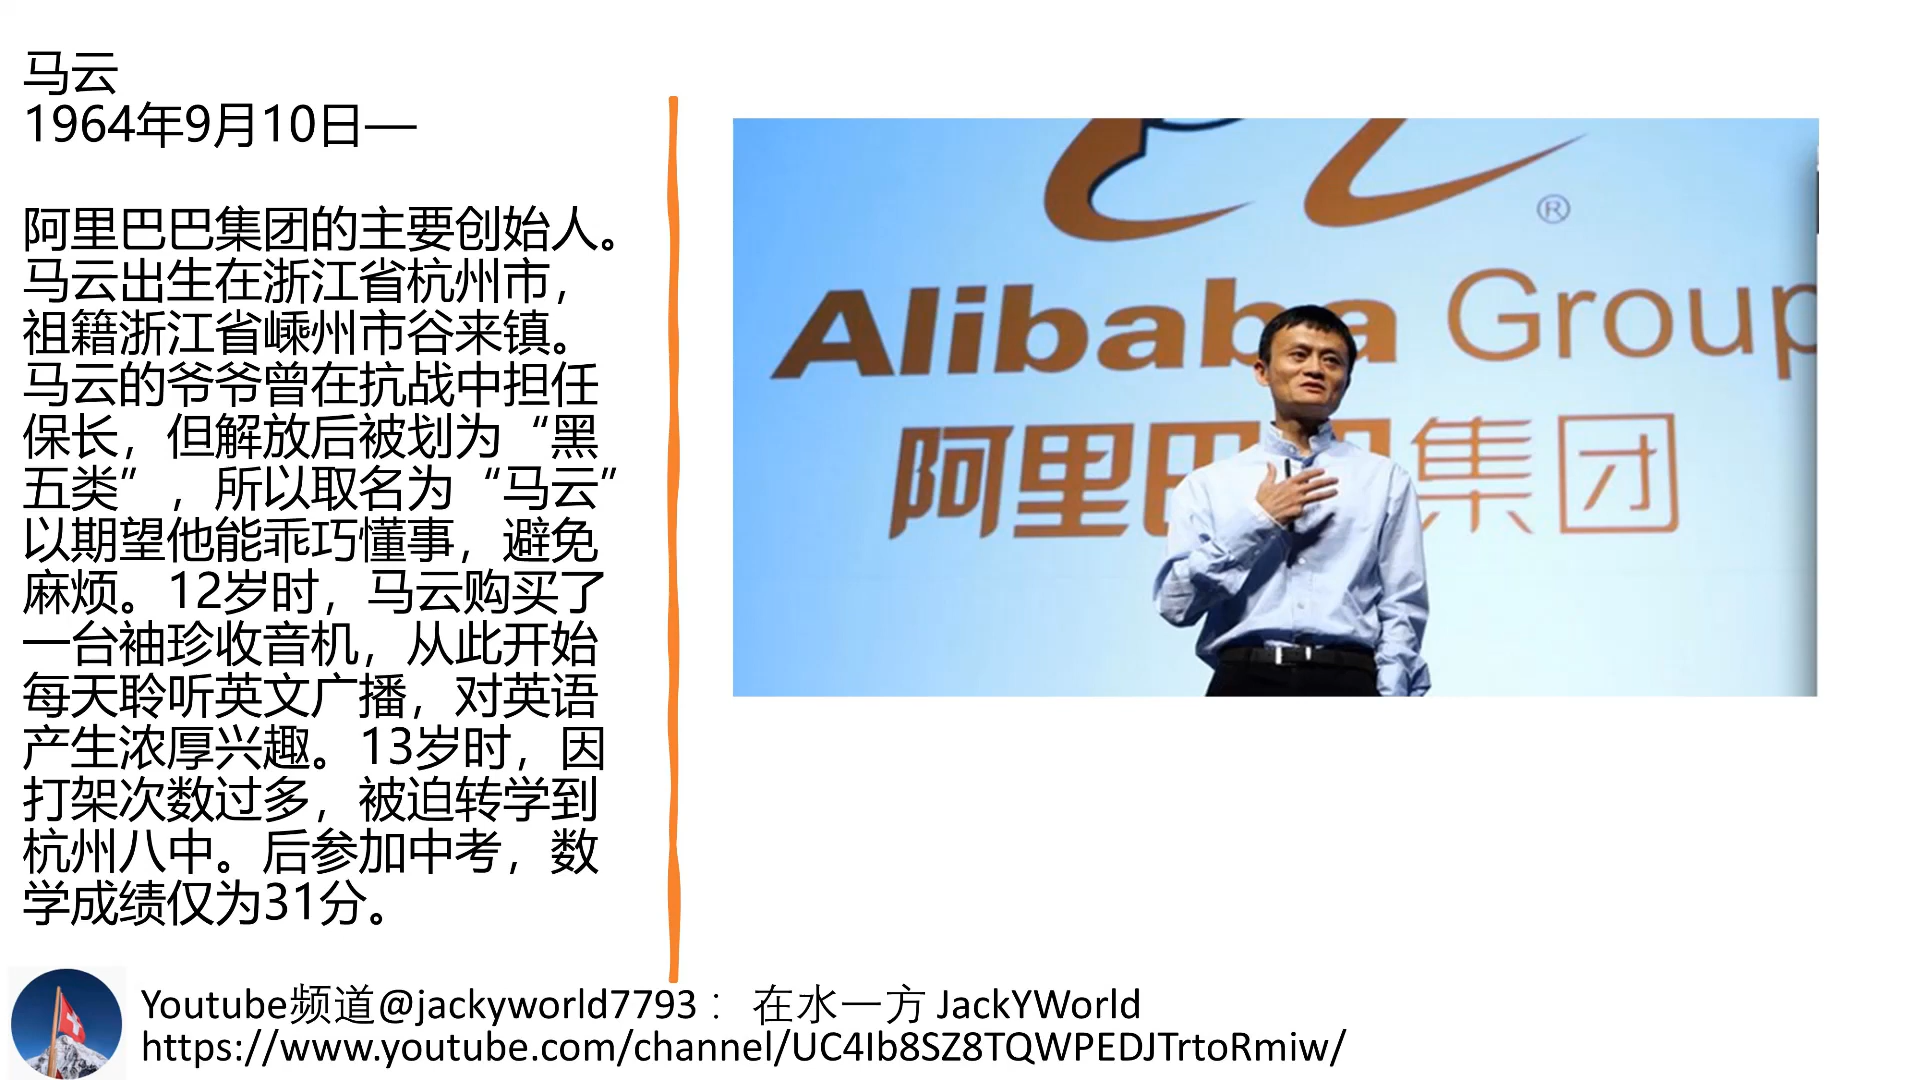 马云
1964年9月10日—
阿里巴巴集团的主要创始人。
马云出生在浙江省杭州市，
祖籍浙江省嵊州市谷来镇。
马云的爷爷曾在抗战中担任
保长，但解放后被划为“黑
五类”，所以取名为“马云”
以期望他能乖巧懂事，避免
麻烦。12岁时，马云购买了
一台袖珍收音机，从此开始
每天聆听英文广播，对英语
产生浓厚兴趣。13岁时，因
打架次数过多，被迫转学到
杭州八中。后参加中考，数
学成绩仅为31分。
®
Alibaba Group
阿里巴巴集团
Youtube频道@jackyworld7793： 在水一方 JackYWorld
https://www.youtube.com/channel/UC4Ib8SZ8TQWPEDJTrtoRmiw/